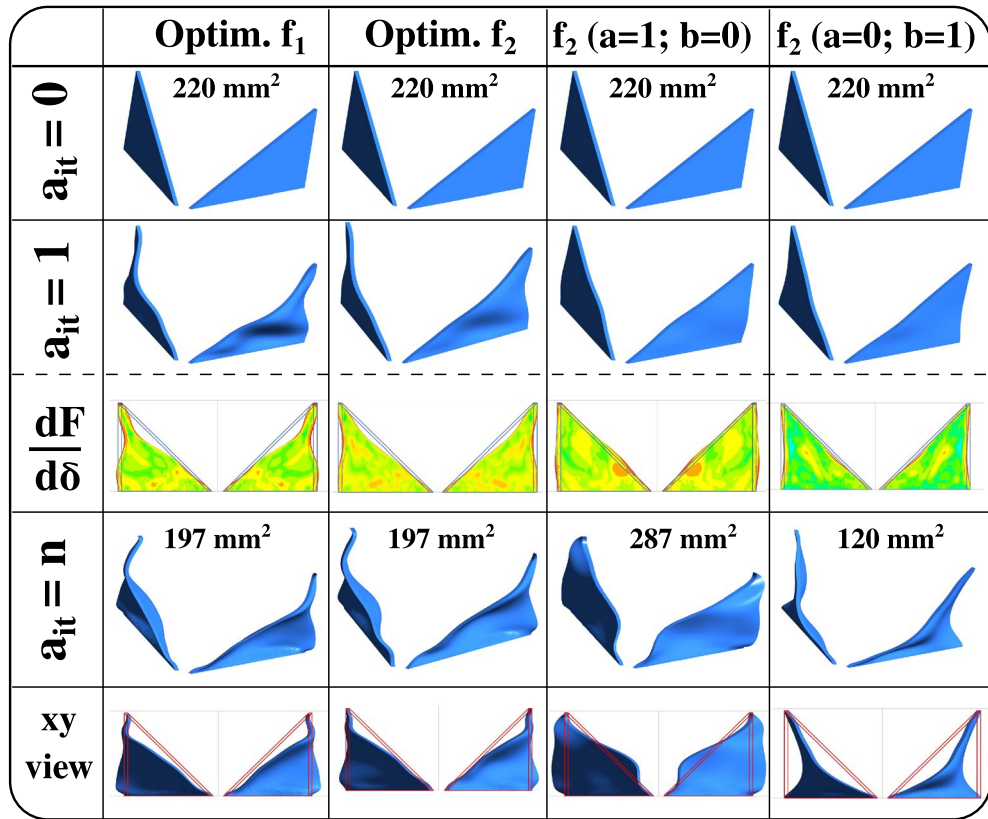 Optim. f₁ Optim. f₂ f₂ (a=1; b=0) f₂ (a=0; b=1)
aᵢₜ = 0 220 mm² 220 mm² 220 mm² 220 mm²
aᵢₜ = 1
dF
dδ
aᵢₜ = n 197 mm² 197 mm² 287 mm² 120 mm²
xy
view